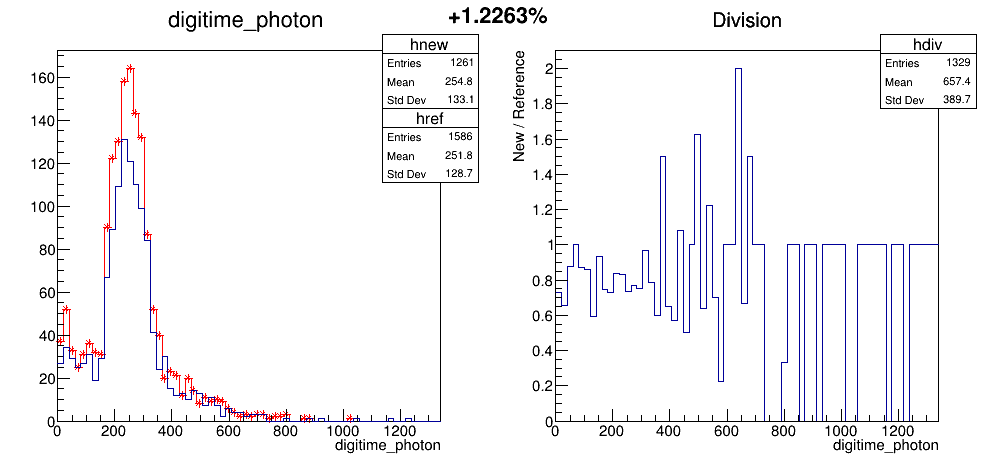 +1.2263%
digitime_photon
hnew
Entries 1261
Mean 254.8
Std Dev 133.1
href
Entries 1586
Mean 251.8
Std Dev 128.7
160
140
120
100
80
60
40
20
0
0 200 400 600 800 1000 1200
digitime_photon
Division
hdiv
Entries 1329
Mean 657.4
Std Dev 389.7
New / Reference
2
1.8
1.6
1.4
1.2
1
0.8
0.6
0.4
0.2
0
0 200 400 600 800 1000 1200
digitime_photon